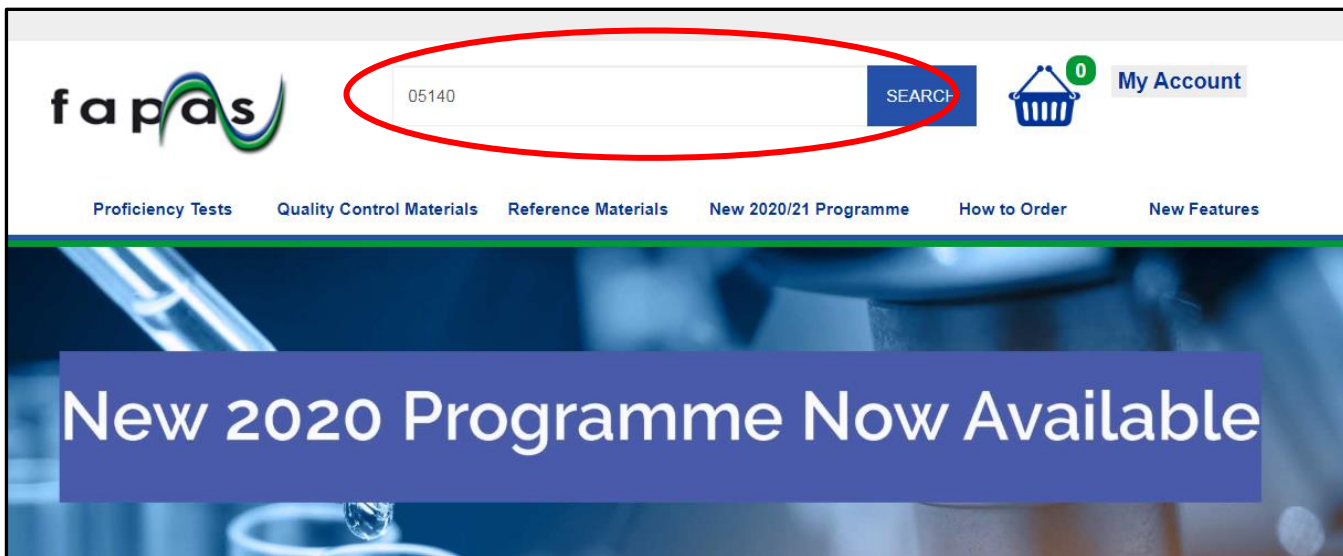 fapas
05140
SEARCH
0
My Account
Proficiency Tests
Quality Control Materials
Reference Materials
New 2020/21 Programme
How to Order
New Features
New 2020 Programme Now Available